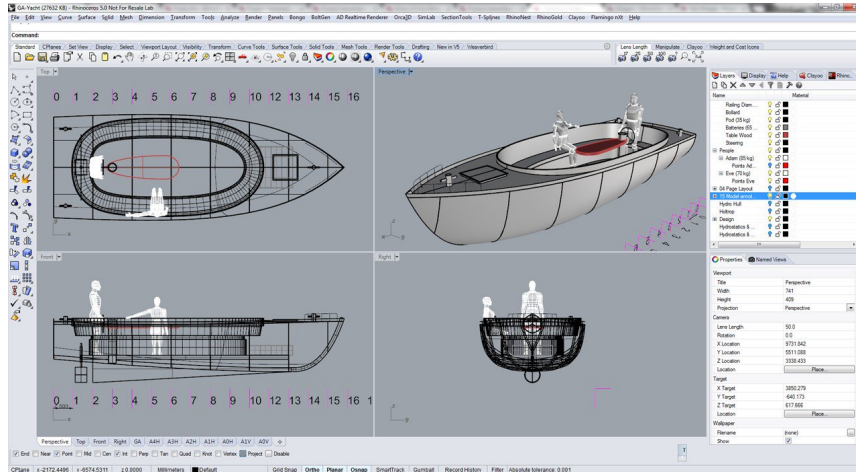 GA-Yacht (27632 KB) - Rhinoceros 5.0 Not For Resale Lab
File Edit View Curve Surface Solid Mesh Dimension Transform Tools Analyze Render Panels Bongo BoltGen AD Realtime Renderer Orca3D SimLab SectionTools T-Splines RhinoNest RhinoGold Clayoo Flamingo nXt Help
Command:
Standard CPlanes Set View Display Select Viewport Layout Visibility Transform Curve Tools Surface Tools Solid Tools Mesh Tools Render Tools Drafting New in V5 Weaverbird
Lens Length Manipulate Clayoo Height and Cost Icons
Top
0 1 2 3 4 5 6 7 8 9 10 12 13 14 15 16
Perspective
Front
0 1 2 3 4 5 6 7 8 9 10 12 13 14 15 16 1
Right
Layers Display Help Clayoo Rhino...
Name Material
Railing Diam...
Bollard
Pod (35 kg)
Batteries (65 ...
Table Wood
Steering
People
Adam (85 kg)
Points Ad...
Eve (70 kg)
Points Eve
04 Page Layout
Hydro Hull
Hiltrop
Design
Hydrostatics & ...
Hydrostatics & ...
Properties Named Views
Viewport
Title Perspective
Width 741
Height 409
Projection Perspective
Camera
Lens Length 50.0
Rotation 0.0
X Location 9731.842
Y Location 5511.088
Z Location 3338.433
Location Place...
Target
X Target 3850.279
Y Target -640.173
Z Target 617.666
Location Place...
Wallpaper
Filename (none)
Show
Perspective Top Front Right GA A4H A3H A2H A1H A0H A1V A0V
End Near Point Mid Cen Int Perp Tan Quad Knot Vertex Project Disable
CPlane x -2172.4496 y -6574.5311 z 0.0000 Millimeters Default Grid Snap Ortho Planar Osnap SmartTrack Gumball Record History Filter Absolute tolerance: 0.001